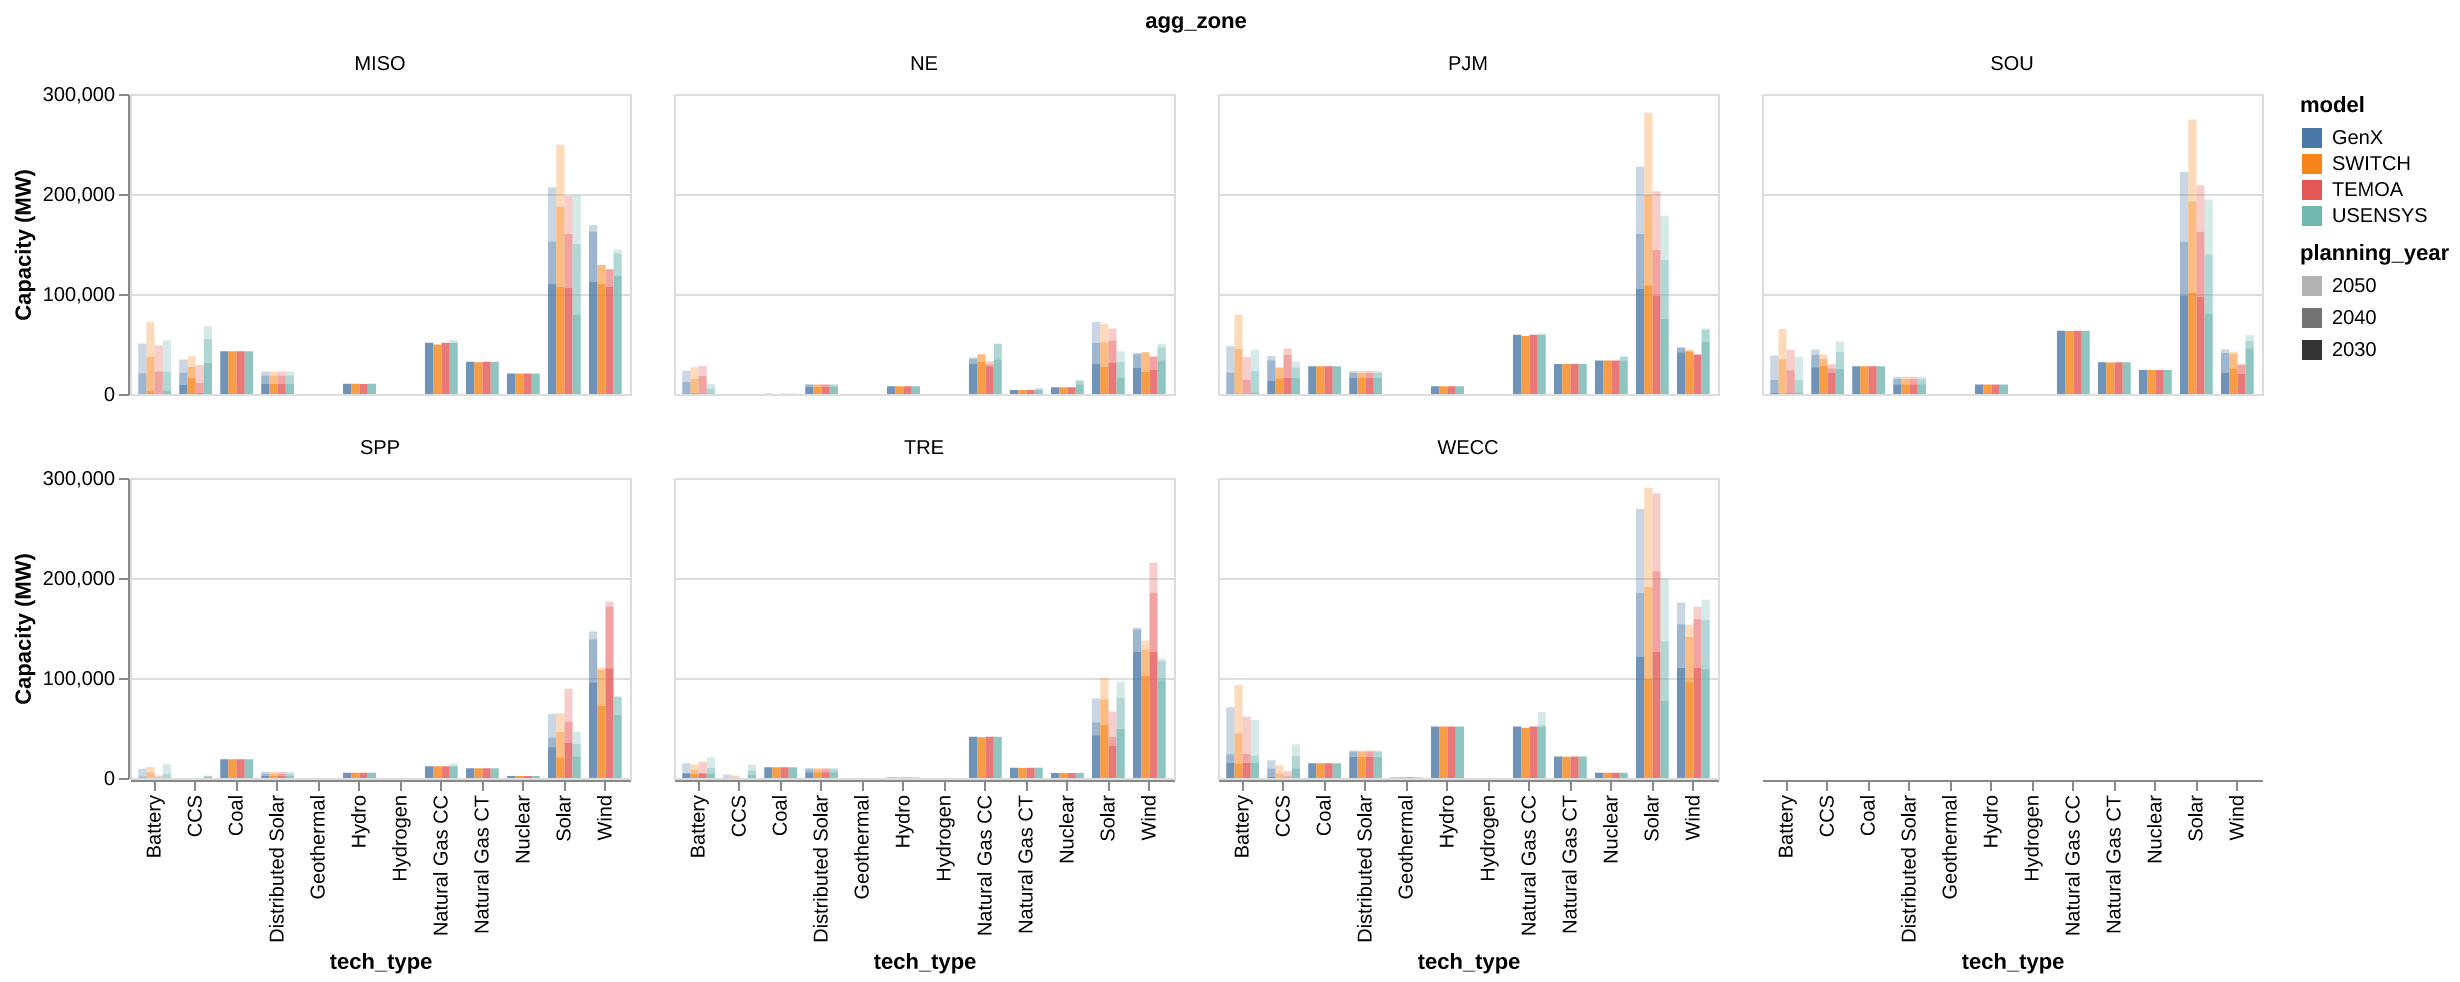 agg_zone
MISO
NE
PJM
SOU
300,000
200,000
100,000
0
Capacity (MW)
model
GenX
SWITCH
TEMOA
USENSYS
planning_year
2050
2040
2030
SPP
TRE
WECC
300,000
200,000
100,000
0
Capacity (MW)
Battery
CCS
Coal
Distributed Solar
Geothermal
Hydro
Hydrogen
Natural Gas CC
Natural Gas CT
Nuclear
Solar
Wind
Battery
CCS
Coal
Distributed Solar
Geothermal
Hydro
Hydrogen
Natural Gas CC
Natural Gas CT
Nuclear
Solar
Wind
Battery
CCS
Coal
Distributed Solar
Geothermal
Hydro
Hydrogen
Natural Gas CC
Natural Gas CT
Nuclear
Solar
Wind
Battery
CCS
Coal
Distributed Solar
Geothermal
Hydro
Hydrogen
Natural Gas CC
Natural Gas CT
Nuclear
Solar
Wind
tech_type
tech_type
tech_type
tech_type